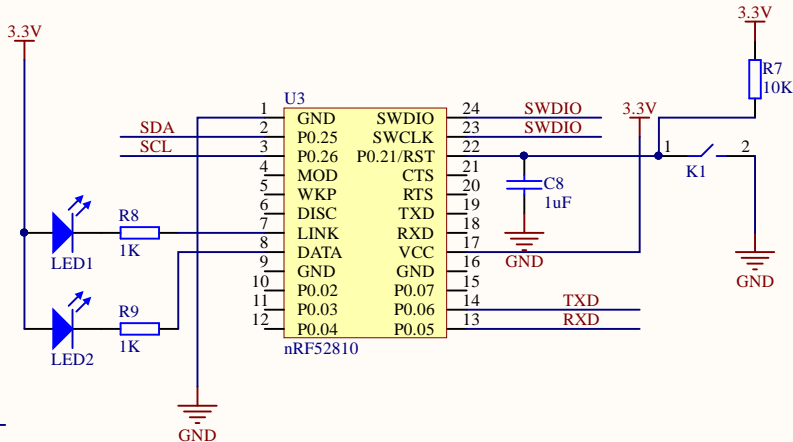 3.3V
3.3V
R7
10K
U3
3.3V
1 GND SWDIO 24 SWDIO
SDA 2 P0.25 SWCLK 23 SWDIO
SCL 3 P0.26 P0.21/RST 22
1 2
K1
4 MOD CTS 21
5 WKP RTS 20
C8
1uF
6 DISC TXD 19
R8
7 LINK RXD 18
1K
LED1
8 DATA VCC 17
GND
9 GND GND 16
GND
10 P0.02 P0.07 15
11 P0.03 P0.06 14 TXD
R9
12 P0.04 P0.05 13 RXD
1K
LED2
nRF52810
GND